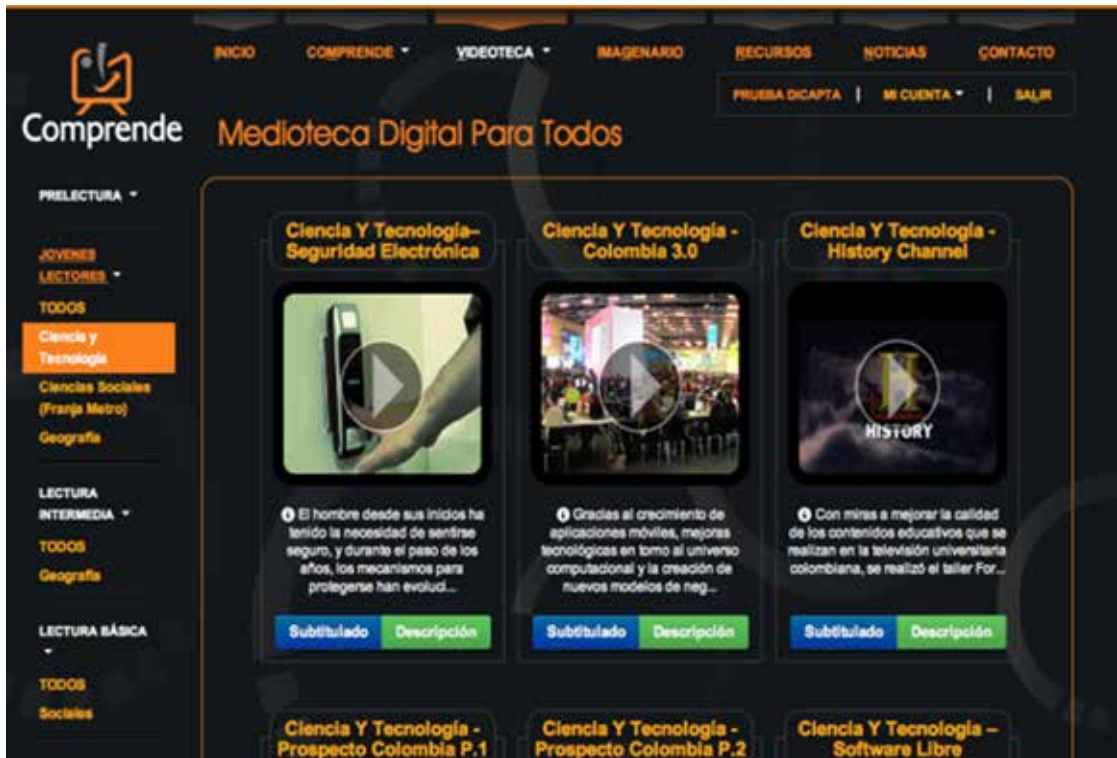 INICIO COMPRENDE VIDEOTECA IMAGENARIO RECURSOS NOTICIAS CONTACTO
PRUEBA DICAPTA | MI CUENTA | SALIR
Comprende
Medioteca Digital Para Todos
PRELECTURA
JOVENES
LECTORES
TODOS
Ciencia y
Tecnología
Ciencias Sociales
(Franja Metro)
Geografía
LECTURA
INTERMEDIA
TODOS
Geografía
LECTURA BÁSICA
TODOS
Sociales
Ciencia Y Tecnología–
Seguridad Electrónica
El hombre desde sus inicios ha
tenido la necesidad de sentirse
seguro, y durante el paso de los
años, los mecanismos para
protegerse han evoluci...
Subtitulado Descripción
Ciencia Y Tecnología -
Colombia 3.0
Gracias al crecimiento de
aplicaciones móviles, mejoras
tecnológicas en torno al universo
computacional y la creación de
nuevos modelos de neg...
Subtitulado Descripción
Ciencia Y Tecnología -
History Channel
H
HISTORY
Con miras a mejorar la calidad
de los contenidos educativos que se
realizan en la televisión universitaria
colombiana, se realizó el taller For...
Subtitulado Descripción
Ciencia Y Tecnología -
Prospecto Colombia P.1
Ciencia Y Tecnología -
Prospecto Colombia P.2
Ciencia Y Tecnología –
Software Libre